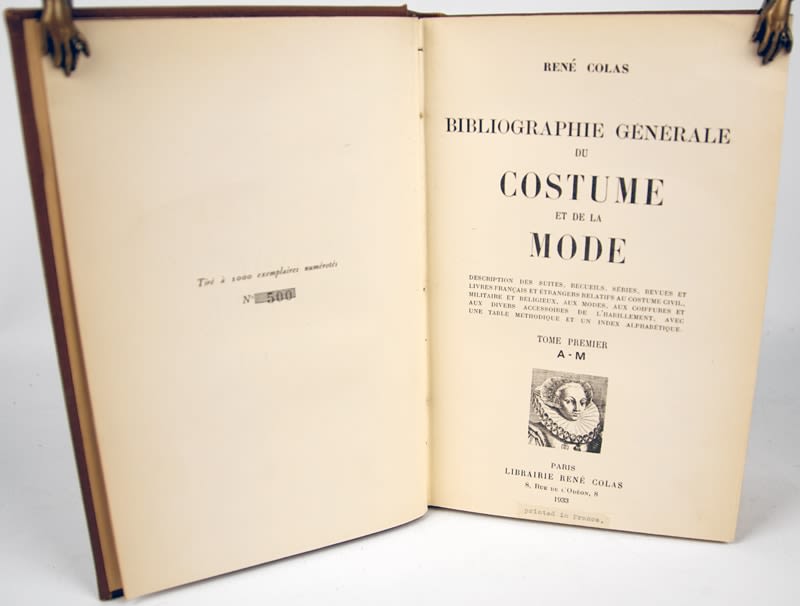 Tiré à 1000 exemplaires numérotés
N° 500
RENÉ COLAS
BIBLIOGRAPHIE GÉNÉRALE
DU
COSTUME
ET DE LA
MODE
DESCRIPTION DES SUITES, RECUEILS, SÉRIES, REVUES ET
LIVRES FRANÇAIS ET ÉTRANGERS RELATIFS AU COSTUME CIVIL,
MILITAIRE ET RELIGIEUX, AUX MODES, AUX COIFFURES ET
AUX DIVERS ACCESSOIRES DE L'HABILLEMENT, AVEC
UNE TABLE MÉTHODIQUE ET UN INDEX ALPHABÉTIQUE.
TOME PREMIER
A - M
PARIS
LIBRAIRIE RENÉ COLAS
8, RUE DE L'ODÉON, 8
1933
printed in France.